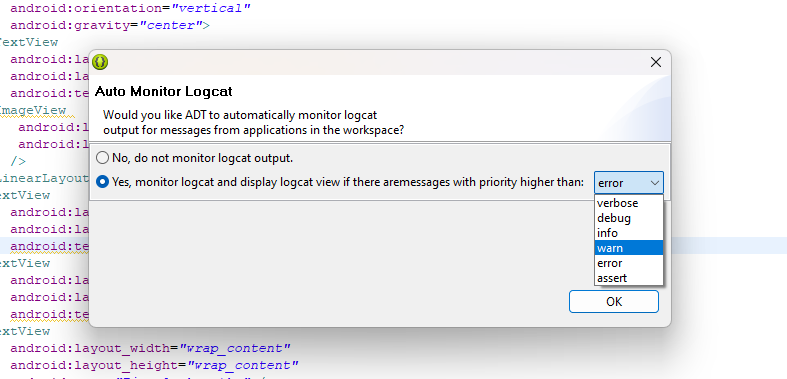 android:orientation="vertical"
android:gravity="center">
TextView
android:la
android:la
android:te
ImageView
android:l
android:l
/>
LinearLayout
extView
android:la
android:la
android:te
extView
android:la
android:la
android:te
extView
android:layout_width="wrap_content"
android:layout_height="wrap_content"
Auto Monitor Logcat
Would you like ADT to automatically monitor logcat
output for messages from applications in the workspace?
No, do not monitor logcat output.
Yes, monitor logcat and display logcat view if there aremessages with priority higher than:
error
verbose
debug
info
warn
error
assert
OK